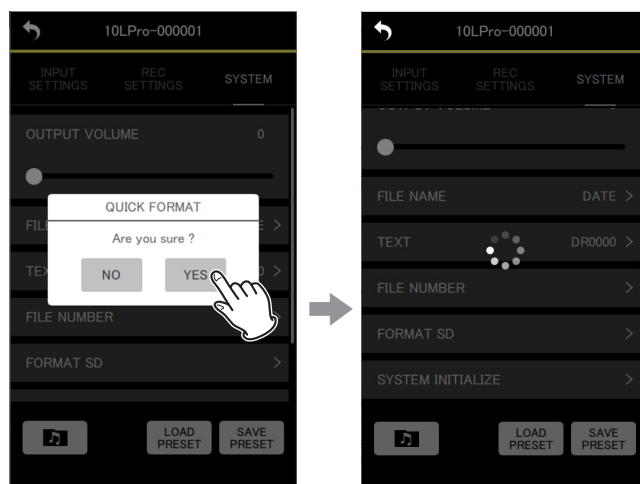 10LPro-000001
INPUT SETTINGS
REC SETTINGS
SYSTEM
OUTPUT VOLUME 0
QUICK FORMAT
Are you sure ?
NO YES
FILE NUMBER >
FORMAT SD >
LOAD PRESET
SAVE PRESET
10LPro-000001
INPUT SETTINGS
REC SETTINGS
SYSTEM
FILE NAME DATE >
TEXT DR0000 >
FILE NUMBER >
FORMAT SD >
SYSTEM INITIALIZE >
LOAD PRESET
SAVE PRESET